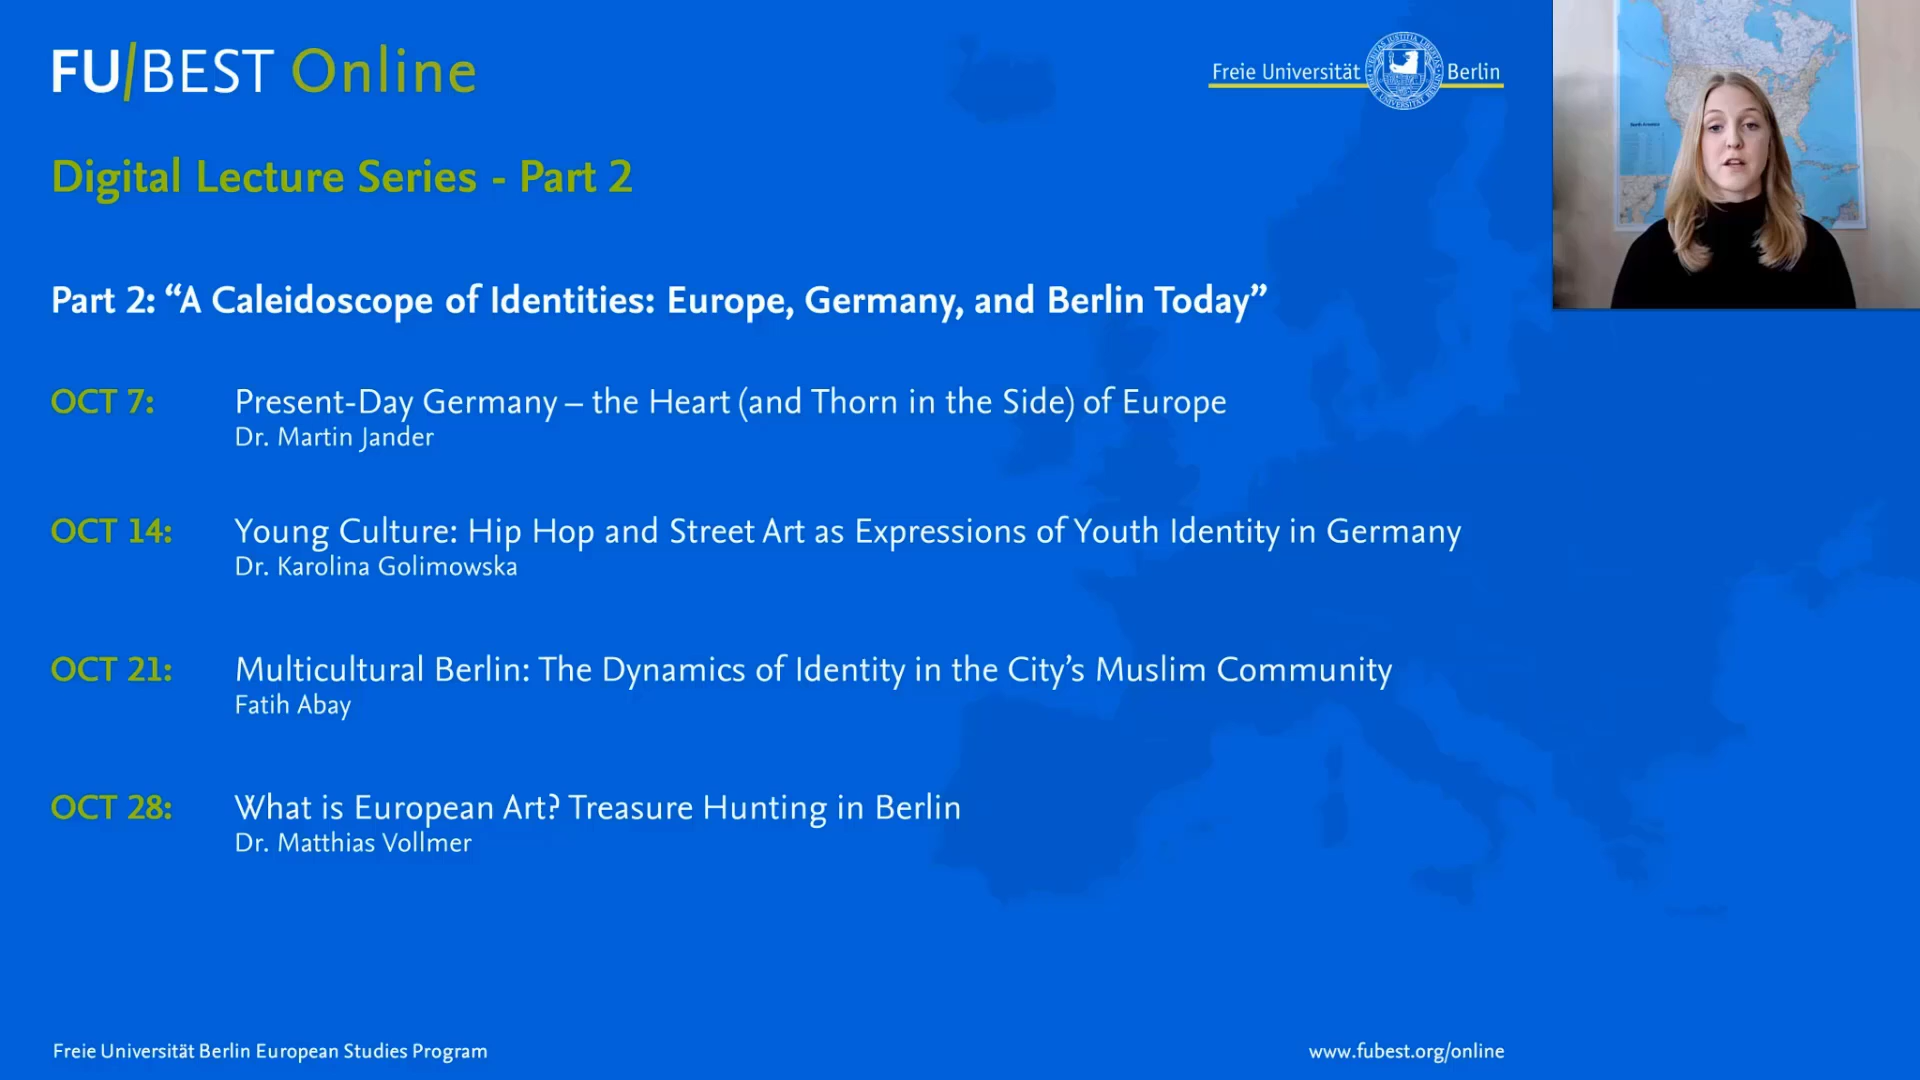 FU/BEST Online
Freie Universität Berlin
Digital Lecture Series - Part 2
Part 2: “A Caleidoscope of Identities: Europe, Germany, and Berlin Today”
OCT 7: Present-Day Germany – the Heart (and Thorn in the Side) of Europe
Dr. Martin Jander
OCT 14: Young Culture: Hip Hop and Street Art as Expressions of Youth Identity in Germany
Dr. Karolina Golimowska
OCT 21: Multicultural Berlin: The Dynamics of Identity in the City’s Muslim Community
Fatih Abay
OCT 28: What is European Art? Treasure Hunting in Berlin
Dr. Matthias Vollmer
Freie Universität Berlin European Studies Program
www.fubest.org/online